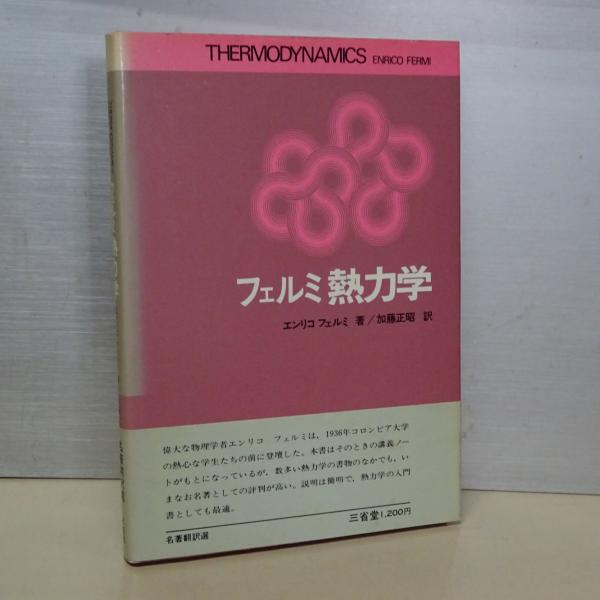 THERMODYNAMICS ENRICO FERMI
フェルミ熱力学
エンリコ フェルミ 著/加藤正昭 訳
偉大な物理学者エンリコ フェルミは，1936年コロンビア大学
の熱心な学生たちの前に登壇した。本書はそのときの講義ノー
トがもとになっているが，数多い熱力学の書物のなかでも，い
まなお名著としての評判が高い。説明は簡明で，熱力学の入門
書としても最適。
三省堂1,200円
名著翻訳選